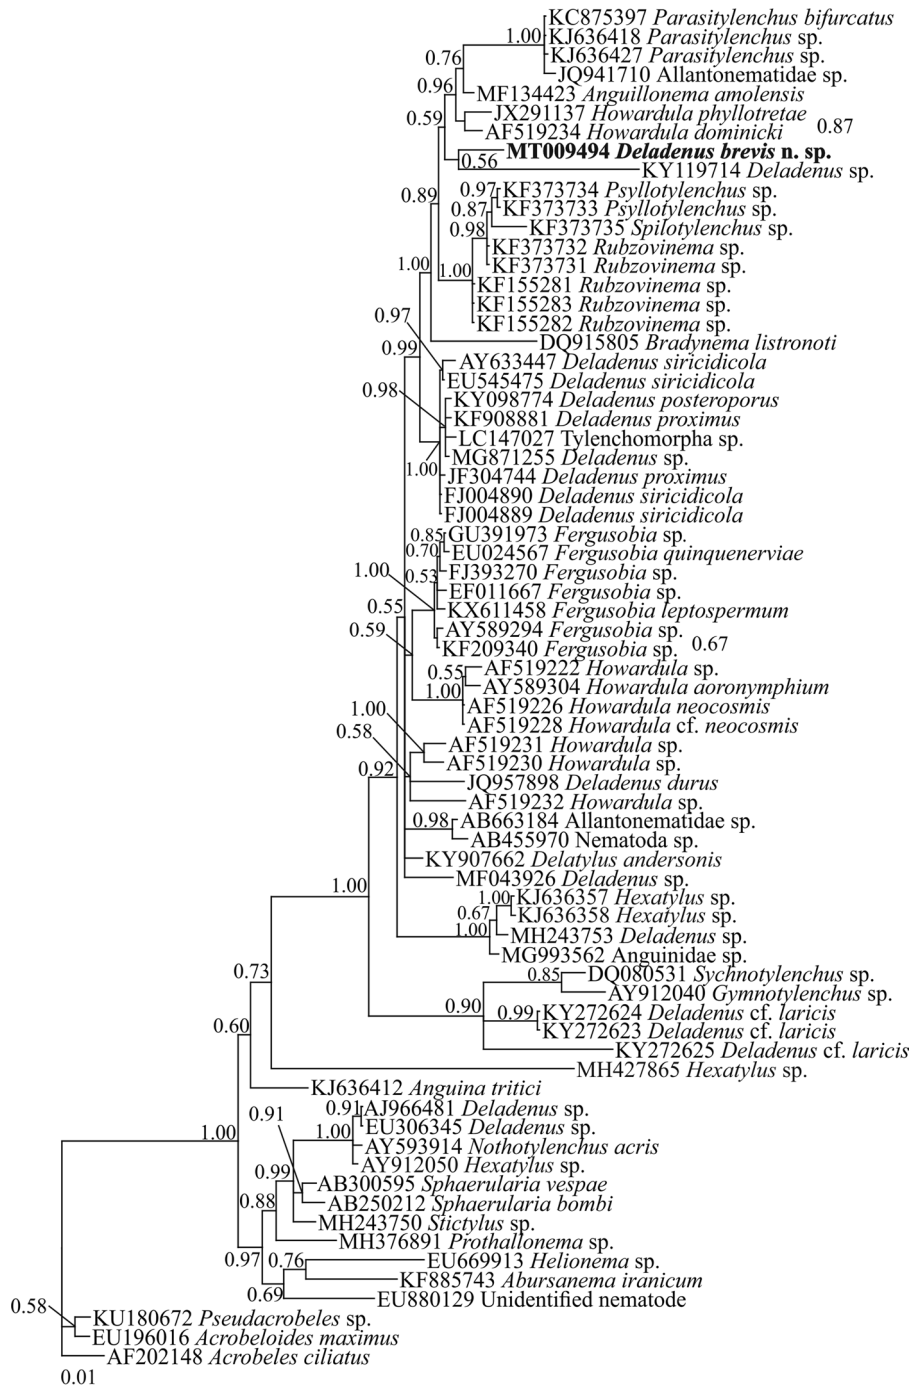 KC875397 Parasitylenchus bifurcatus
1.00 KJ636418 Parasitylenchus sp.
0.76 KJ636427 Parasitylenchus sp.
JQ941710 Allantonematidae sp.
0.96 MF134423 Anguillonema amolensis
JX291137 Howardula phyllotretae
0.59 AF519234 Howardula dominicki 0.87
MT009494 Deladenus brevis n. sp.
0.56 KY119714 Deladenus sp.
0.97 KF373734 Psyllotylenchus sp.
0.89 0.87 KF373733 Psyllotylenchus sp.
0.98 KF373735 Spilotylenchus sp.
KF373732 Rubzovinema sp.
1.00 1.00 KF373731 Rubzovinema sp.
KF155281 Rubzovinema sp.
KF155283 Rubzovinema sp.
0.97 KF155282 Rubzovinema sp.
0.99 DQ915805 Bradynema listronoti
AY633447 Deladenus siricidicola
EU545475 Deladenus siricidicola
0.98 KY098774 Deladenus posteroporus
KF908881 Deladenus proximus
LC147027 Tylenchomorpha sp.
MG871255 Deladenus sp.
1.00 JF304744 Deladenus proximus
FJ004890 Deladenus siricidicola
FJ004889 Deladenus siricidicola
0.85 GU391973 Fergusobia sp.
0.70 EU024567 Fergusobia quinquenerviae
1.00 0.53 FJ393270 Fergusobia sp.
EF011667 Fergusobia sp.
0.55 KX611458 Fergusobia leptospermum
0.59 AY589294 Fergusobia sp.
KF209340 Fergusobia sp. 0.67
0.55 AF519222 Howardula sp.
1.00 AY589304 Howardula aoronymphium
1.00 AF519226 Howardula neocosmis
0.58 AF519228 Howardula cf. neocosmis
AF519231 Howardula sp.
0.92 AF519230 Howardula sp.
JQ957898 Deladenus durus
AF519232 Howardula sp.
0.98 AB663184 Allantonematidae sp.
AB455970 Nematoda sp.
KY907662 Delatylus andersonis
1.00 MF043926 Deladenus sp.
1.00 KJ636357 Hexatylus sp.
0.67 KJ636358 Hexatylus sp.
1.00 MH243753 Deladenus sp.
MG993562 Anguinidae sp.
0.73 0.85 DQ080531 Sychnotylenchus sp.
AY912040 Gymnotylenchus sp.
0.90 0.99 KY272624 Deladenus cf. laricis
0.60 KY272623 Deladenus cf. laricis
KY272625 Deladenus cf. laricis
MH427865 Hexatylus sp.
KJ636412 Anguina tritici
0.91 0.91 AJ966481 Deladenus sp.
1.00 1.00 EU306345 Deladenus sp.
AY593914 Nothotylenchus acris
0.99 AY912050 Hexatylus sp.
AB300595 Sphaerularia vespae
0.88 AB250212 Sphaerularia bombi
MH243750 Stictylus sp.
MH376891 Prothallonema sp.
0.97 0.76 EU669913 Helionema sp.
KF885743 Abursanema iranicum
0.69 EU880129 Unidentified nematode
0.58 KU180672 Pseudacrobeles sp.
EU196016 Acrobeloides maximus
AF202148 Acrobeles ciliatus
0.01